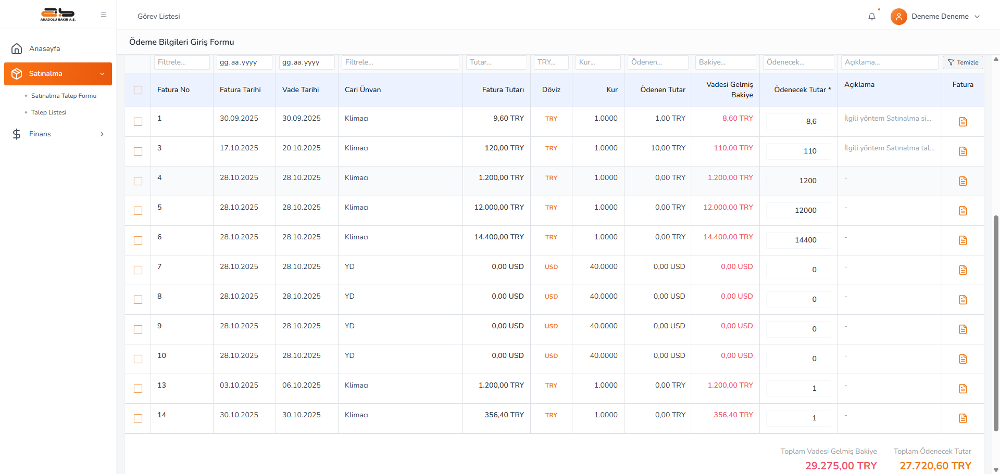 ANADOLU BAKIR A.Ş.
Görev Listesi
Deneme Deneme
Ödeme Bilgileri Giriş Formu
Anasayfa
Satınalma
Satınalma Talep Formu
Talep Listesi
Finans
Filtrele... gg.aa.yyyy gg.aa.yyyy Filtrele... Tutar... TRY... Kur... Ödenen... Bakiye... Ödenecek... Açıklama... Temizle
Fatura No Fatura Tarihi Vade Tarihi Cari Ünvan Fatura Tutarı Döviz Kur Ödenen Tutar Vadesi Gelmiş Bakiye Ödenecek Tutar * Açıklama Fatura
1 30.09.2025 30.09.2025 Klimacı 9,60 TRY TRY 1.0000 1,00 TRY 8,60 TRY 8,6 İlgili yöntem Satınalma si...
3 17.10.2025 20.10.2025 Klimacı 120,00 TRY TRY 1.0000 10,00 TRY 110,00 TRY 110 İlgili yöntem Satınalma tal...
4 28.10.2025 28.10.2025 Klimacı 1.200,00 TRY TRY 1.0000 0,00 TRY 1.200,00 TRY 1200 -
5 28.10.2025 28.10.2025 Klimacı 12.000,00 TRY TRY 1.0000 0,00 TRY 12.000,00 TRY 12000 -
6 28.10.2025 28.10.2025 Klimacı 14.400,00 TRY TRY 1.0000 0,00 TRY 14.400,00 TRY 14400 -
7 28.10.2025 28.10.2025 YD 0,00 USD USD 40.0000 0,00 USD 0,00 USD 0 -
8 28.10.2025 28.10.2025 YD 0,00 USD USD 40.0000 0,00 USD 0,00 USD 0 -
9 28.10.2025 28.10.2025 YD 0,00 USD USD 40.0000 0,00 USD 0,00 USD 0 -
10 28.10.2025 28.10.2025 YD 0,00 USD USD 40.0000 0,00 USD 0,00 USD 0 -
13 03.10.2025 06.10.2025 Klimacı 1.200,00 TRY TRY 1.0000 0,00 TRY 1.200,00 TRY 1 -
14 30.10.2025 30.10.2025 Klimacı 356,40 TRY TRY 1.0000 0,00 TRY 356,40 TRY 1 -
Toplam Vadesi Gelmiş Bakiye Toplam Ödenecek Tutar
29.275,00 TRY 27.720,60 TRY